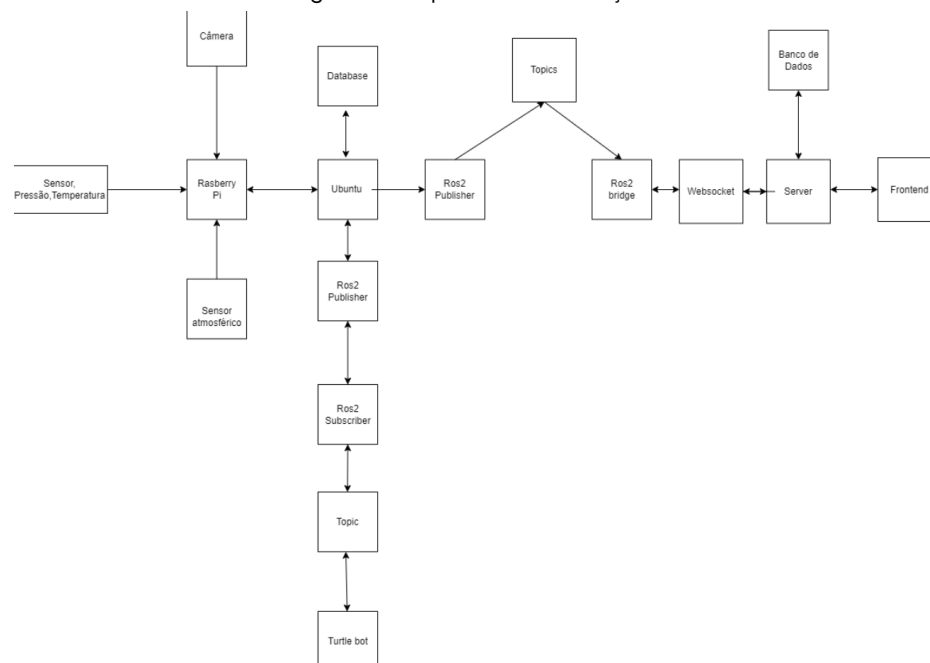 Câmera
Database
Topics
Banco de
Dados
Sensor,
Pressão,Temperatura
Rasberry
Pi
Ubuntu
Ros2
Publisher
Ros2
bridge
Websocket
Server
Frontend
Sensor
atmosférico
Ros2
Publisher
Ros2
Subscriber
Topic
Turtle bot